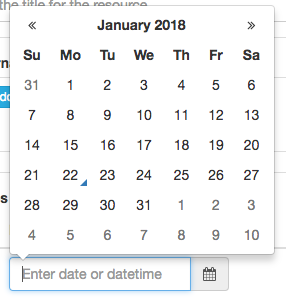 the title for the resource
« January 2018 »
Su Mo Tu We Th Fr Sa
31 1 2 3 4 5 6
7 8 9 10 11 12 13
14 15 16 17 18 19 20
21 22 23 24 25 26 27
28 29 30 31 1 2 3
4 5 6 7 8 9 10
Enter date or datetime